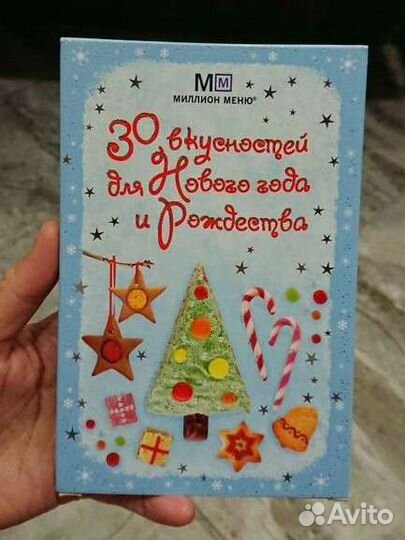 Мм
МИЛЛИОН МЕНЮ®
30 вкусностей
для Нового года
и Рождества
Avito